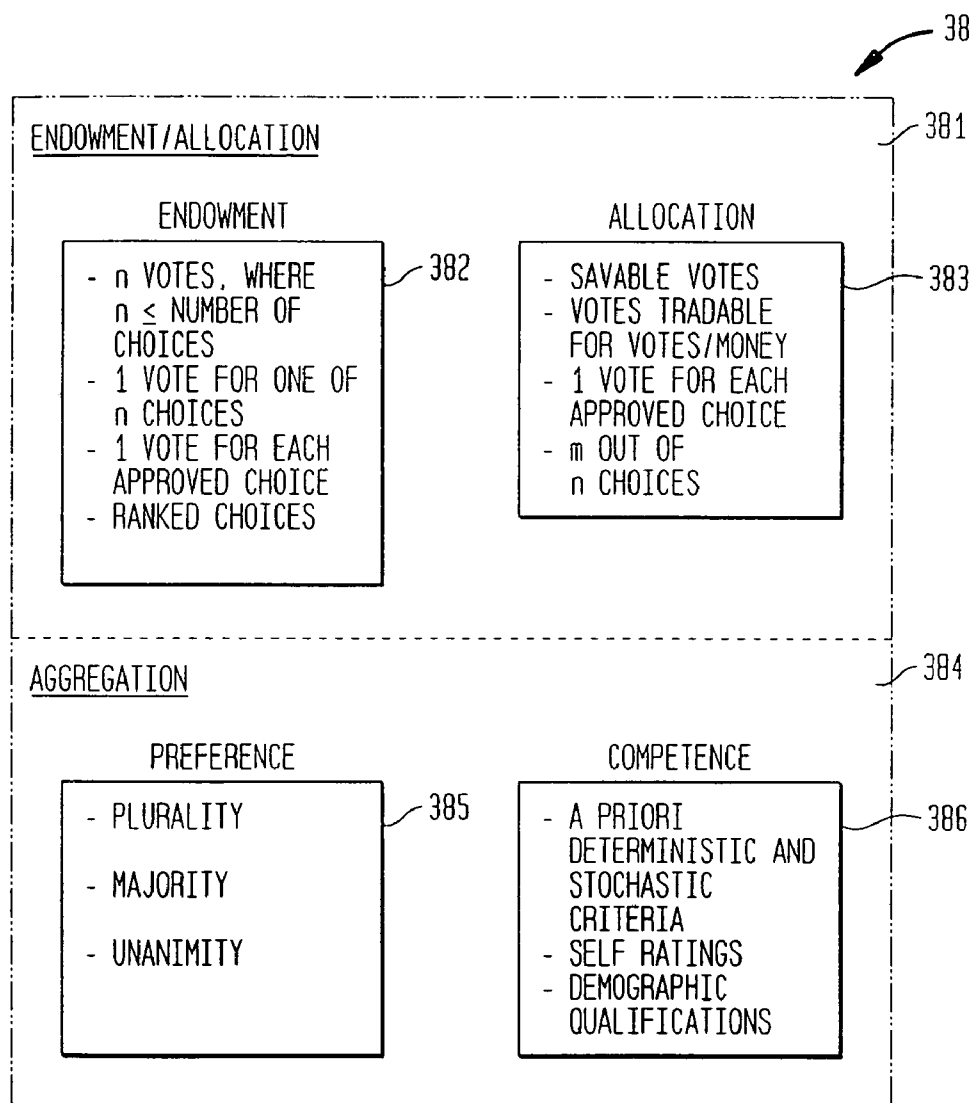 38
ENDOWMENT/ALLOCATION
381
ENDOWMENT
- n VOTES, WHERE
n ≤ NUMBER OF
CHOICES
- 1 VOTE FOR ONE OF
n CHOICES
- 1 VOTE FOR EACH
APPROVED CHOICE
- RANKED CHOICES
382
ALLOCATION
- SAVABLE VOTES
- VOTES TRADABLE
FOR VOTES/MONEY
- 1 VOTE FOR EACH
APPROVED CHOICE
- m OUT OF
n CHOICES
383
AGGREGATION
384
PREFERENCE
- PLURALITY
- MAJORITY
- UNANIMITY
385
COMPETENCE
- A PRIORI
DETERMINISTIC AND
STOCHASTIC
CRITERIA
- SELF RATINGS
- DEMOGRAPHIC
QUALIFICATIONS
386